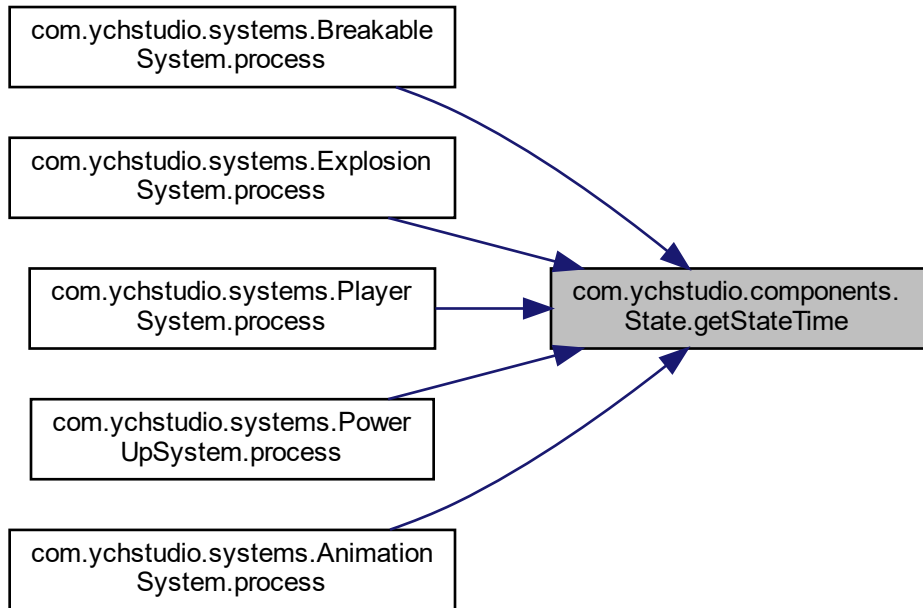 com.ychstudio.systems.Breakable
System.process
com.ychstudio.systems.Explosion
System.process
com.ychstudio.systems.Player
System.process
com.ychstudio.components.
State.getStateTime
com.ychstudio.systems.Power
UpSystem.process
com.ychstudio.systems.Animation
System.process